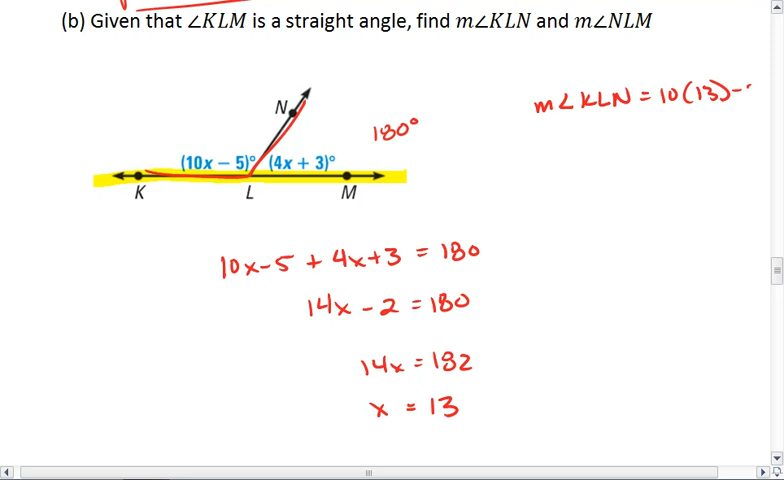 (b) Given that ∠KLM is a straight angle, find m∠KLN and m∠NLM
m∠KLN = 10(13) -
N
180°
(10x − 5)° (4x + 3)°
K L M
10x-5 + 4x+3 = 180
14x - 2 = 180
14x = 182
x = 13